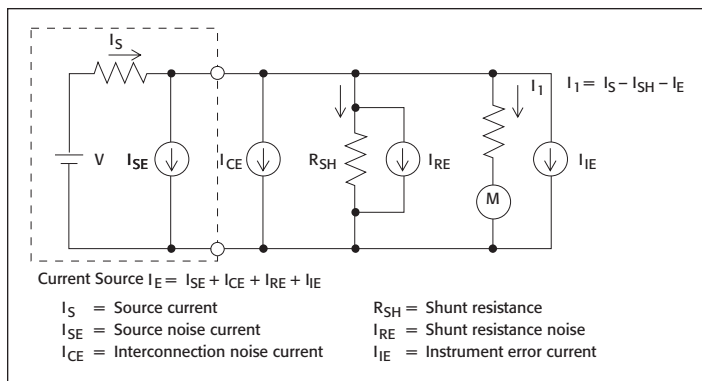 I_S
I_1
I_1 = I_S – I_SH – I_E
V
I_SE
I_CE
R_SH
I_RE
M
I_IE
Current Source I_E = I_SE + I_CE + I_RE + I_IE
I_S = Source current
I_SE = Source noise current
I_CE = Interconnection noise current
R_SH = Shunt resistance
I_RE = Shunt resistance noise
I_IE = Instrument error current